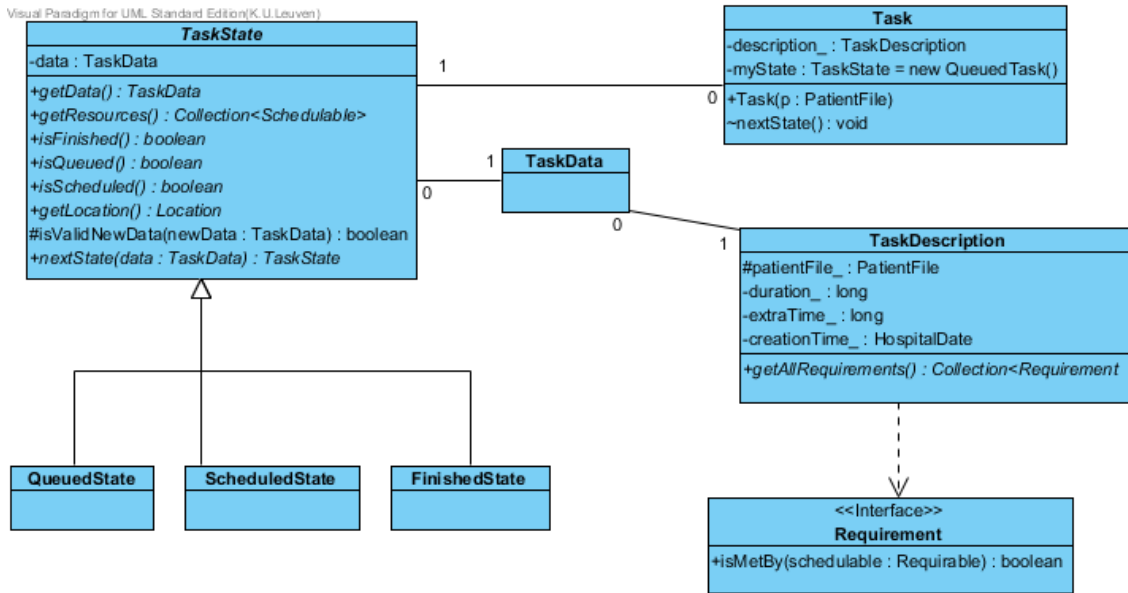 Visual Paradigm for UML Standard Edition(K.U.Leuven)
TaskState
-data : TaskData
+getData() : TaskData
+getResources() : Collection<Schedulable>
+isFinished() : boolean
+isQueued() : boolean
+isScheduled() : boolean
+getLocation() : Location
#isValidNewData(newData : TaskData) : boolean
+nextState(data : TaskData) : TaskState
1
0
Task
-description_ : TaskDescription
-myState : TaskState = new QueuedTask()
+Task(p : PatientFile)
~nextState() : void
1
0
TaskData
0
1
TaskDescription
#patientFile_ : PatientFile
-duration_ : long
-extraTime_ : long
-creationTime_ : HospitalDate
+getAllRequirements() : Collection<Requirement
QueuedState
ScheduledState
FinishedState
<<Interface>>
Requirement
+isMetBy(schedulable : Requirable) : boolean